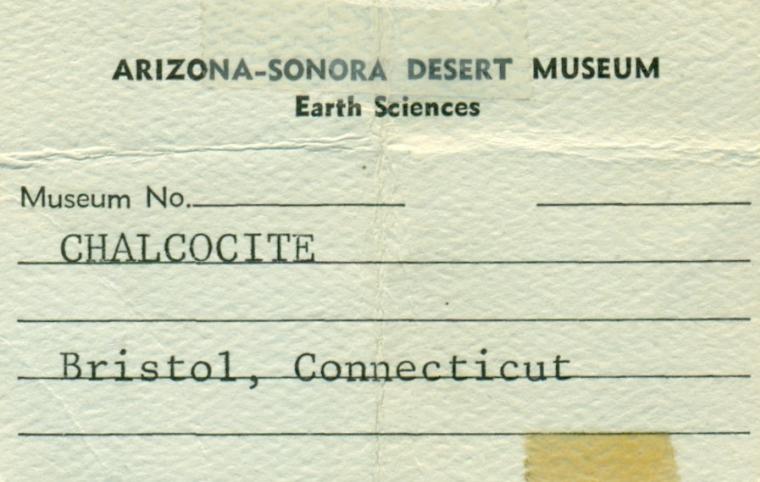 ARIZONA-SONORA DESERT MUSEUM
Earth Sciences
Museum No.
CHALCOCITE
Bristol, Connecticut